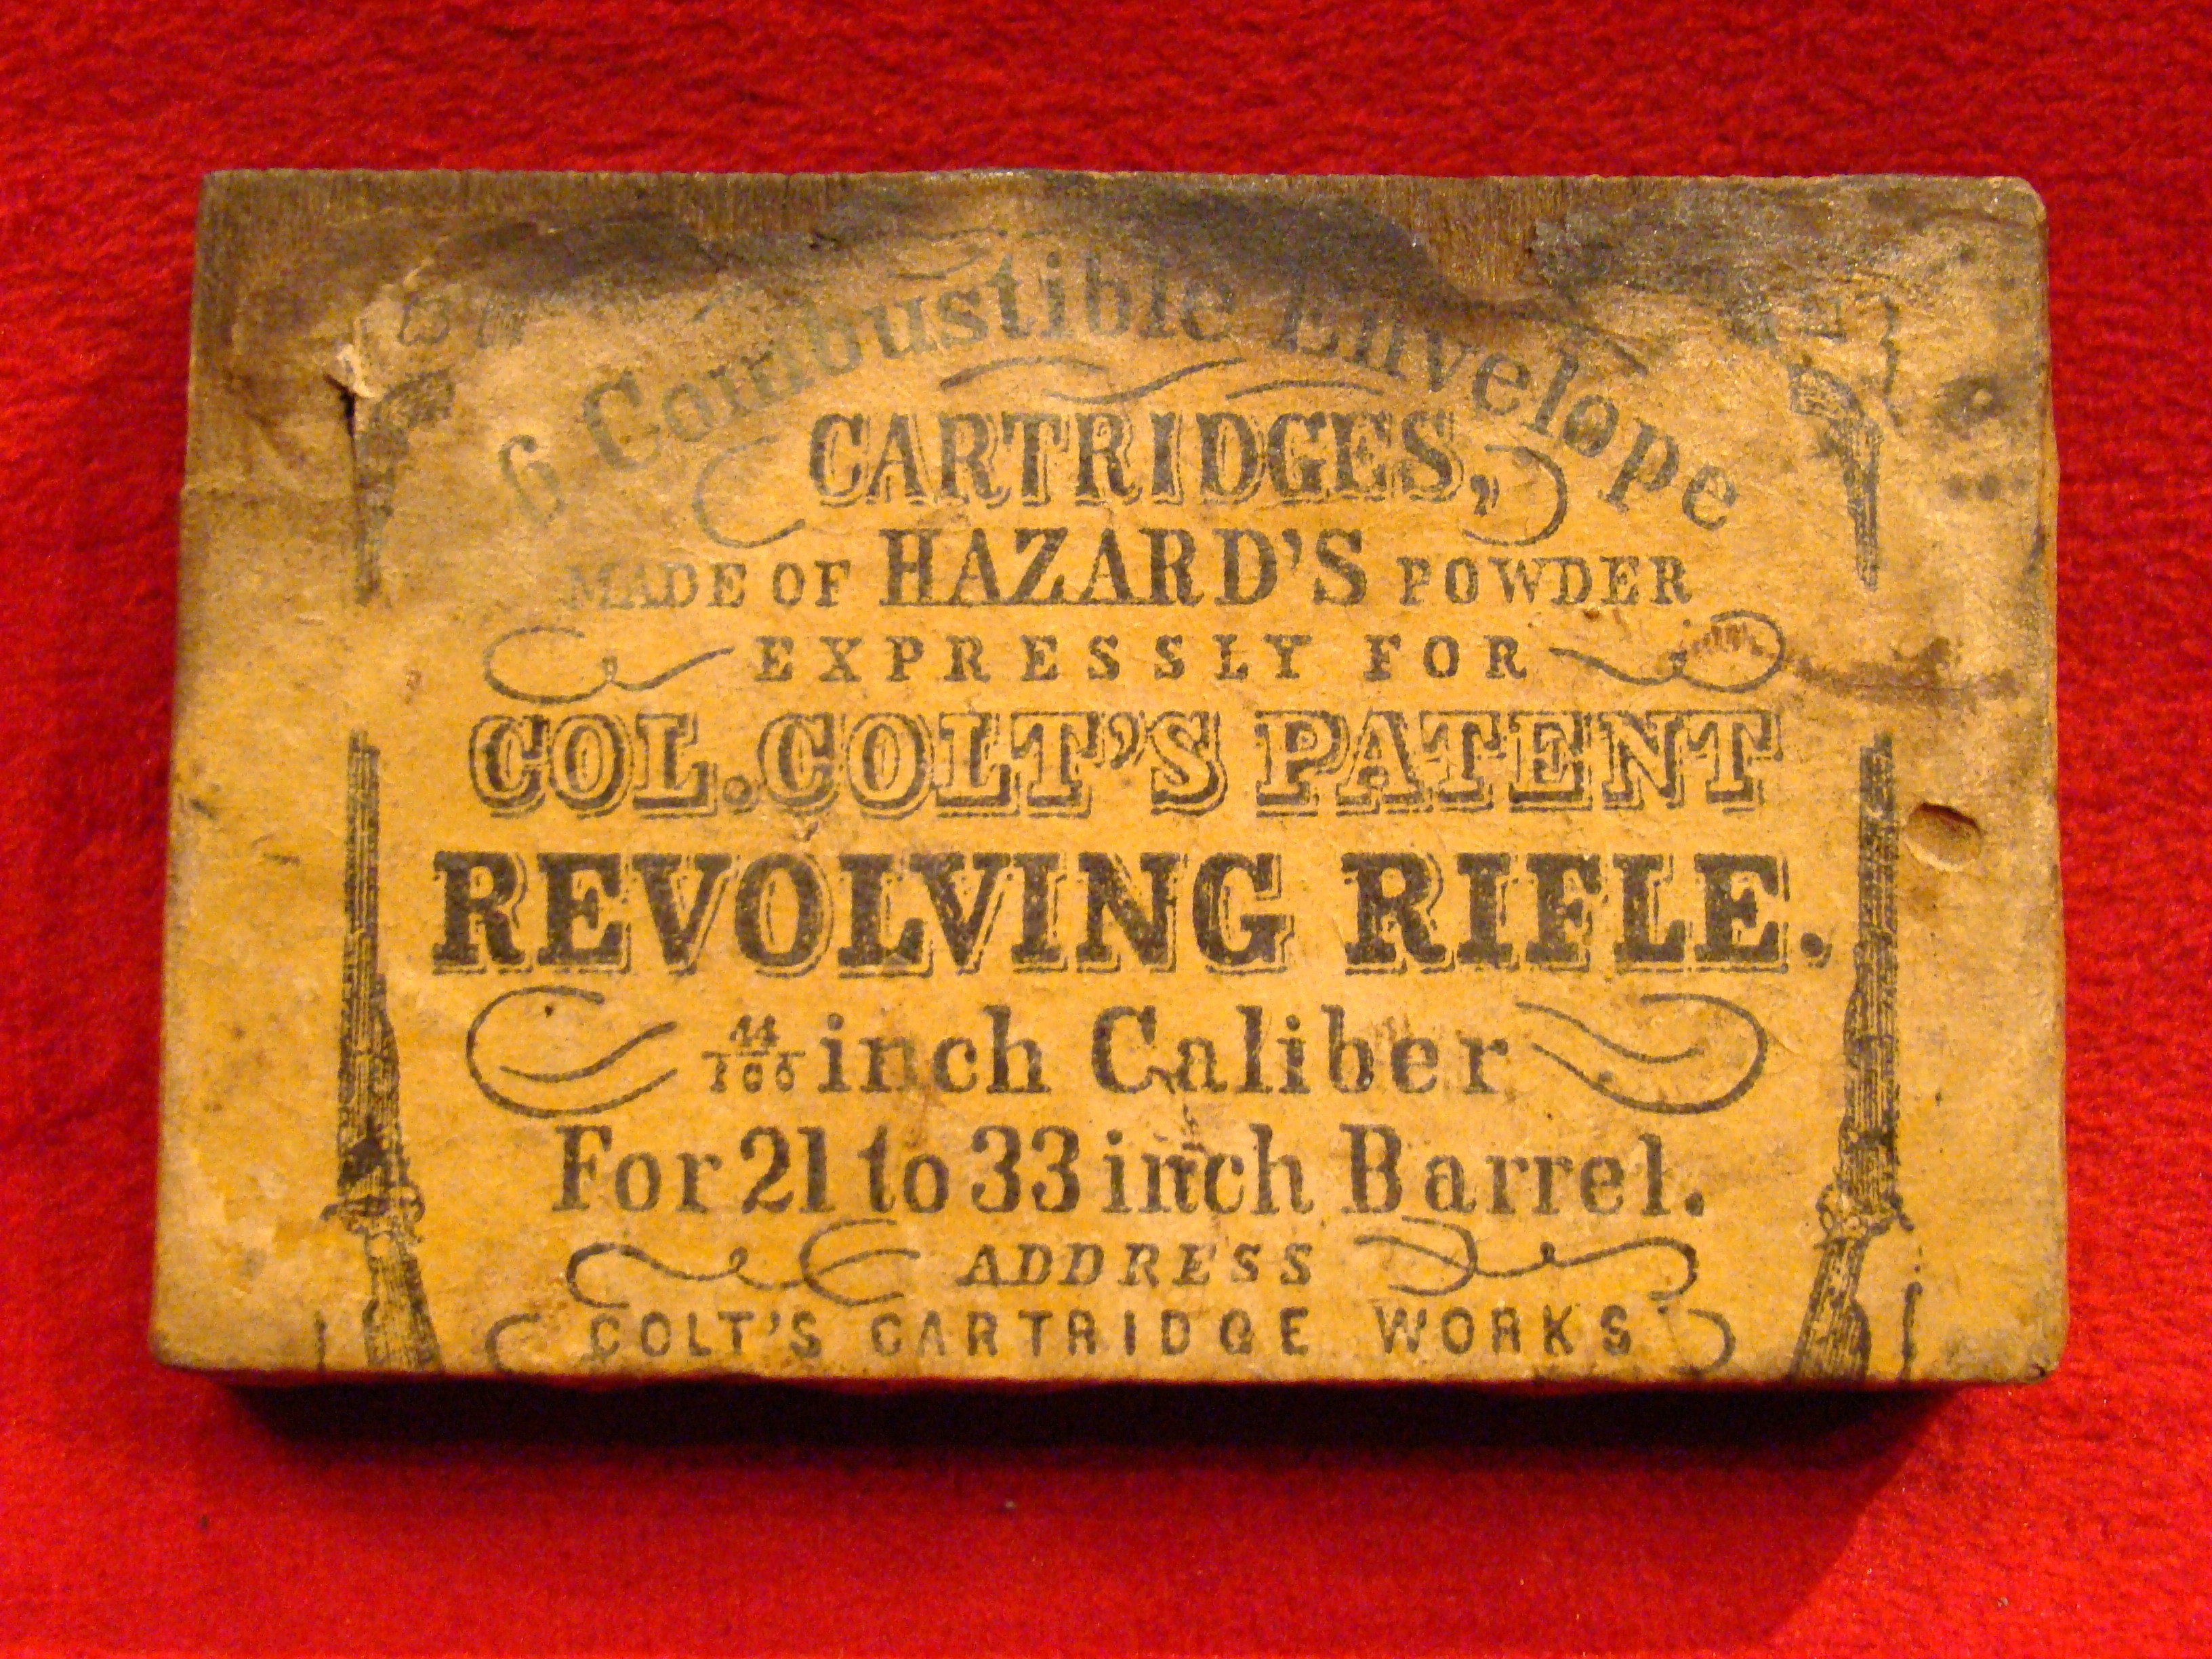 6 Combustible Envelope
CARTRIDGES,
MADE OF HAZARD'S POWDER
EXPRESSLY FOR
COL. COLT'S PATENT
REVOLVING RIFLE.
44/100 inch Caliber
For 21 to 33 inch Barrel.
ADDRESS
COLT'S CARTRIDGE WORKS